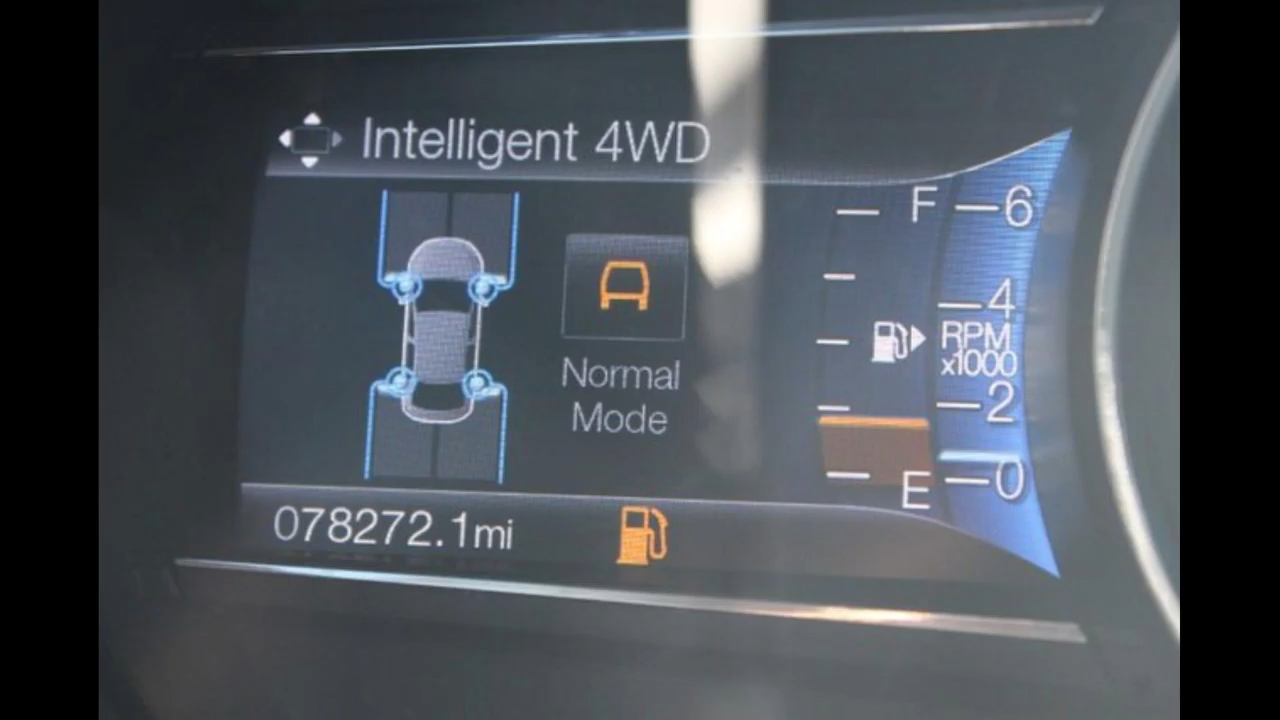 Intelligent 4WD
Normal
Mode
F
E
6
4
RPM
x1000
2
0
078272.1mi